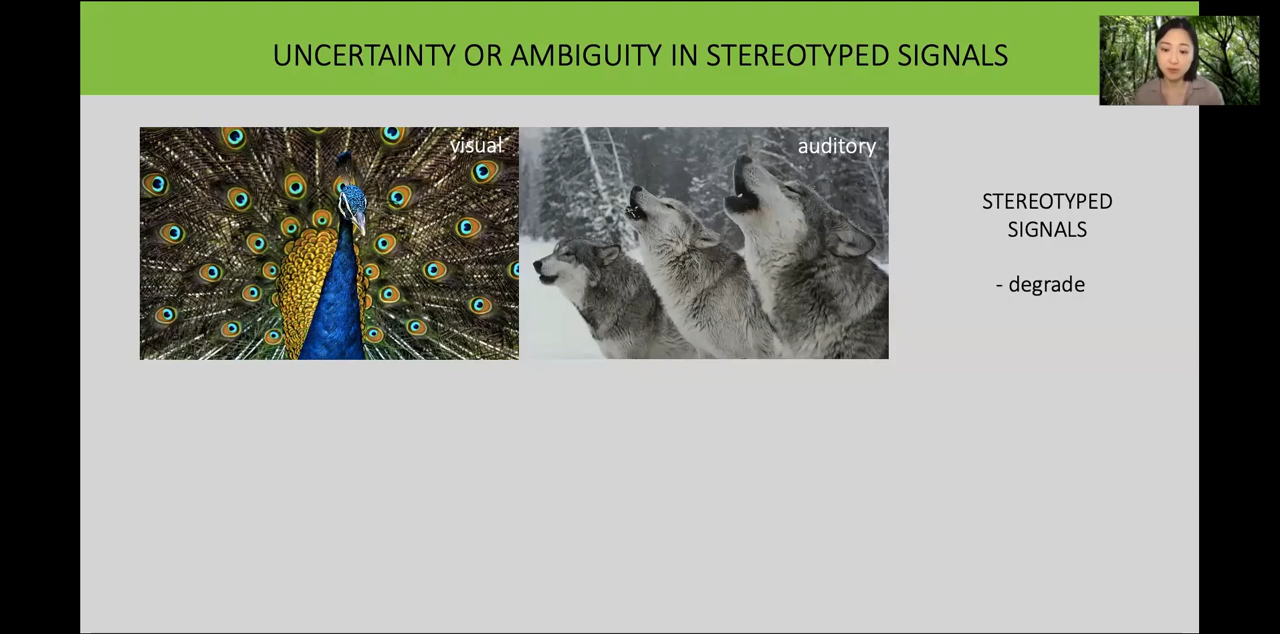 UNCERTAINTY OR AMBIGUITY IN STEREOTYPED SIGNALS
visual
auditory
STEREOTYPED
SIGNALS
- degrade